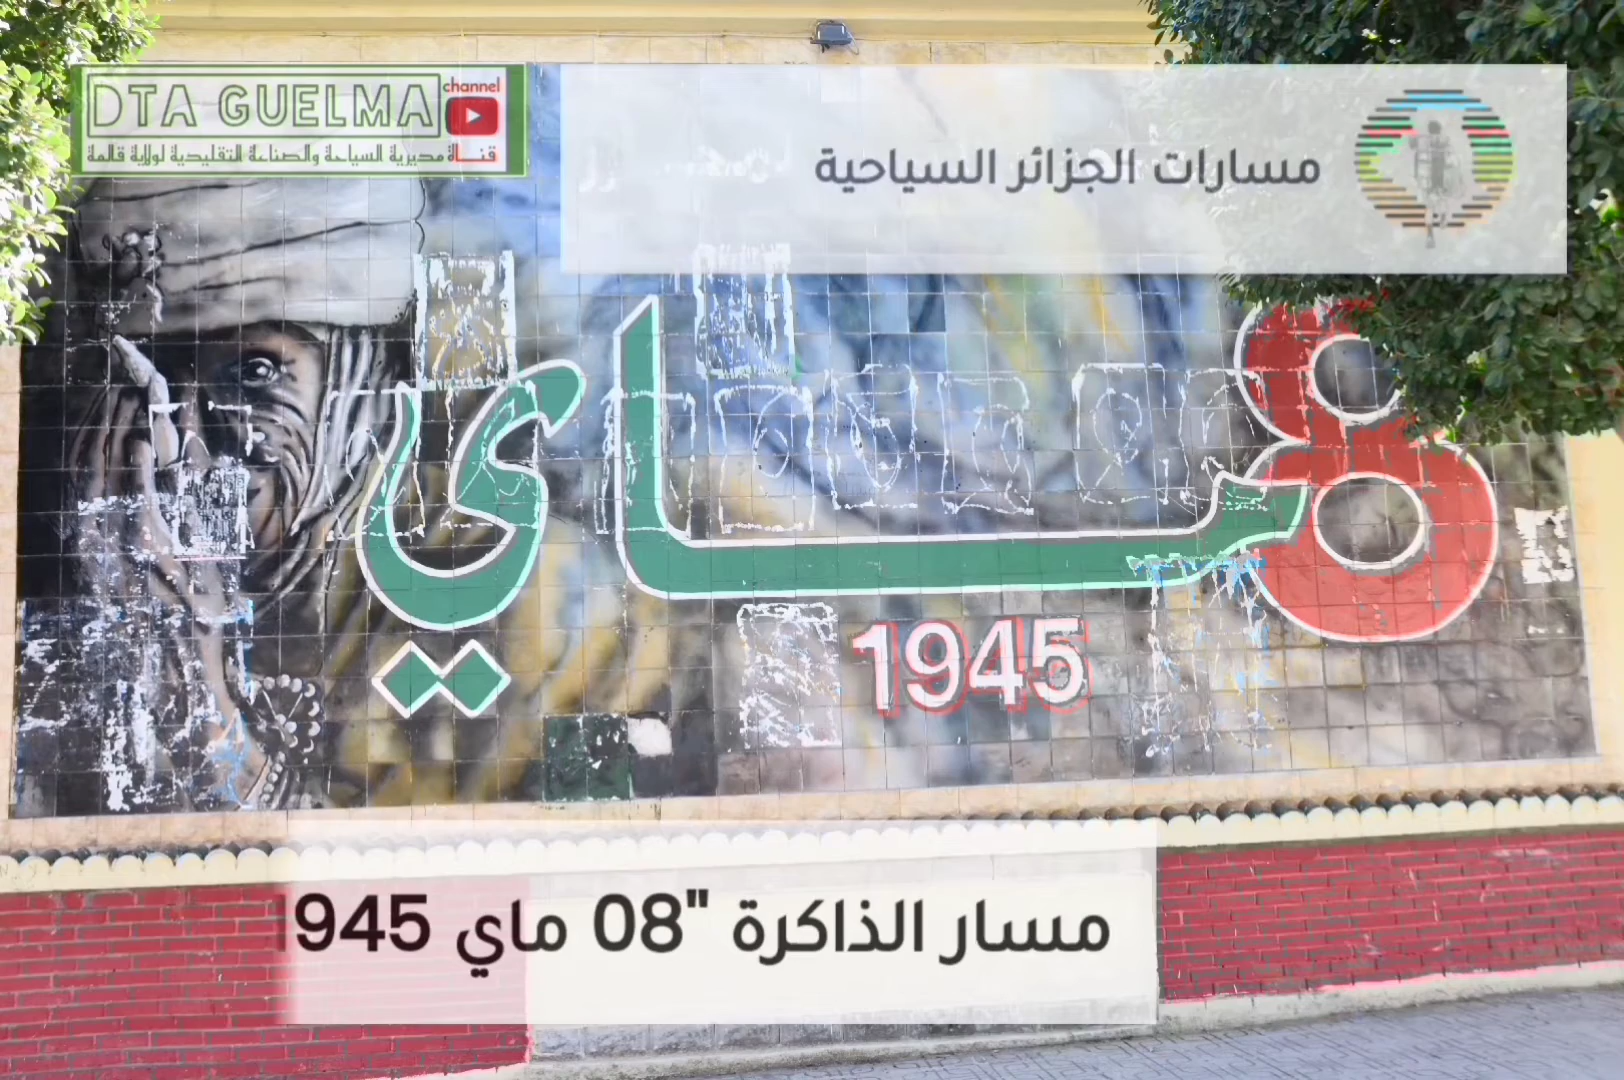 DTA GUELMA
channel
قناة مديرية السياحة والصناعة التقليدية لولاية قالمة
مسارات الجزائر السياحية
8 ماي
1945
مسار الذاكرة "08 ماي 945